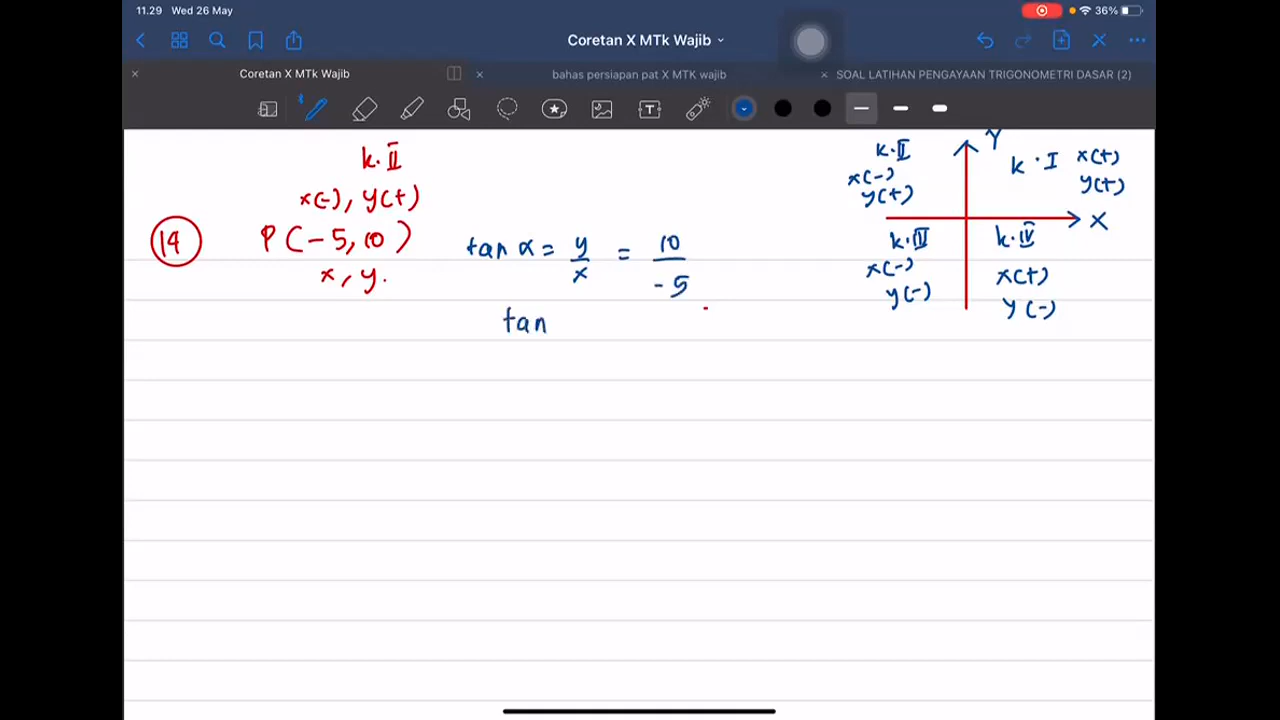 11.29 Wed 26 May
36%
Coretan X MTk Wajib
Coretan X MTk Wajib
bahas persiapan pat X MTK wajib
SOAL LATIHAN PENGAYAAN TRIGONOMETRI DASAR (2)
k. II
x(-), y(+)
19
P(-5, 10)
x, y.
tan α = y/x = 10/-5
tan
Y
k. II
x(-)
y(+)
k. I
x(+)
y(+)
X
k. III
x(-)
y(-)
k. IV
x(+)
y(-)